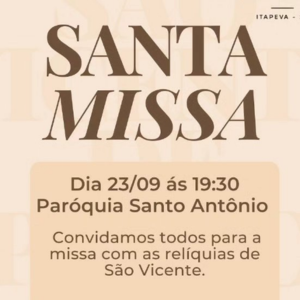 ITAPEVA -
SANTA
MISSA
Dia 23/09 ás 19:30
Paróquia Santo Antônio
Convidamos todos para a
missa com as relíquias de
São Vicente.